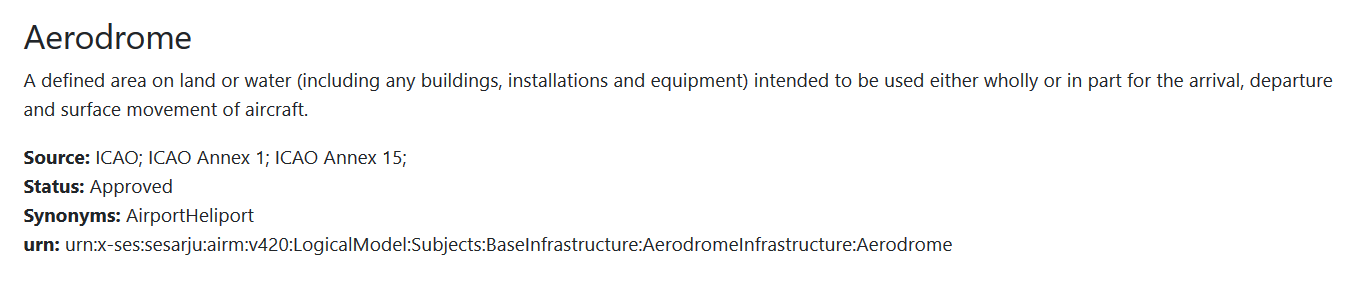 Aerodrome
A defined area on land or water (including any buildings, installations and equipment) intended to be used either wholly or in part for the arrival, departure
and surface movement of aircraft.
Source: ICAO; ICAO Annex 1; ICAO Annex 15;
Status: Approved
Synonyms: AirportHeliport
urn: urn:x-ses:sesarju:airm:v420:LogicalModel:Subjects:BaseInfrastructure:AerodromeInfrastructure:Aerodrome